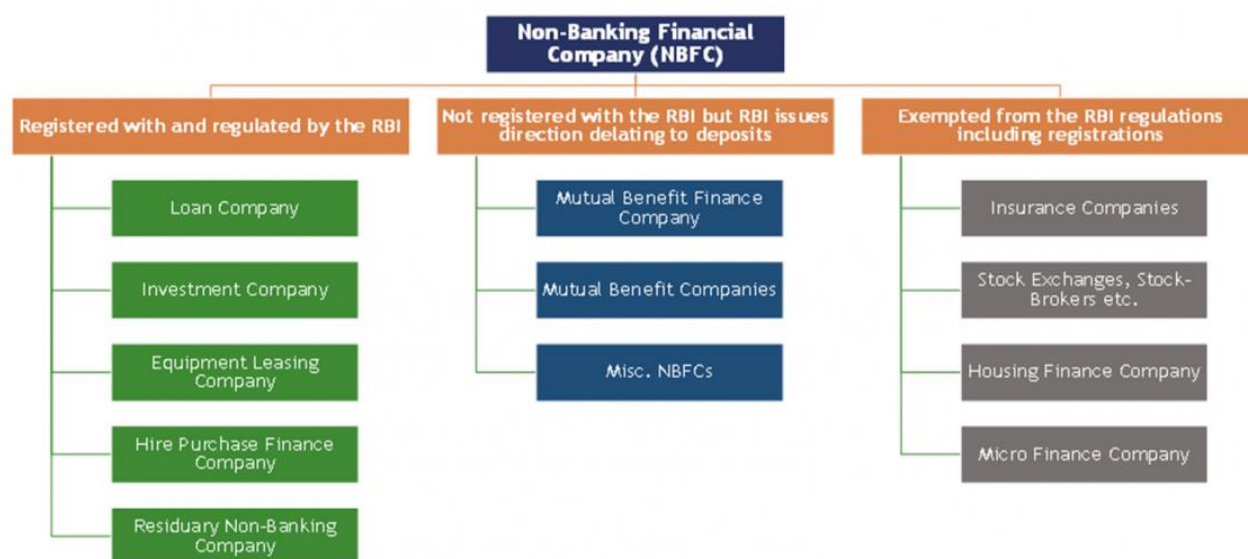 Non-Banking Financial
Company (NBFC)
Registered with and regulated by the RBI
Loan Company
Investment Company
Equipment Leasing
Company
Hire Purchase Finance
Company
Residuary Non-Banking
Company
Not registered with the RBI but RBI issues
direction delating to deposits
Mutual Benefit Finance
Company
Mutual Benefit Companies
Misc. NBFCs
Exempted from the RBI regulations
including registrations
Insurance Companies
Stock Exchanges, Stock-
Brokers etc.
Housing Finance Company
Micro Finance Company